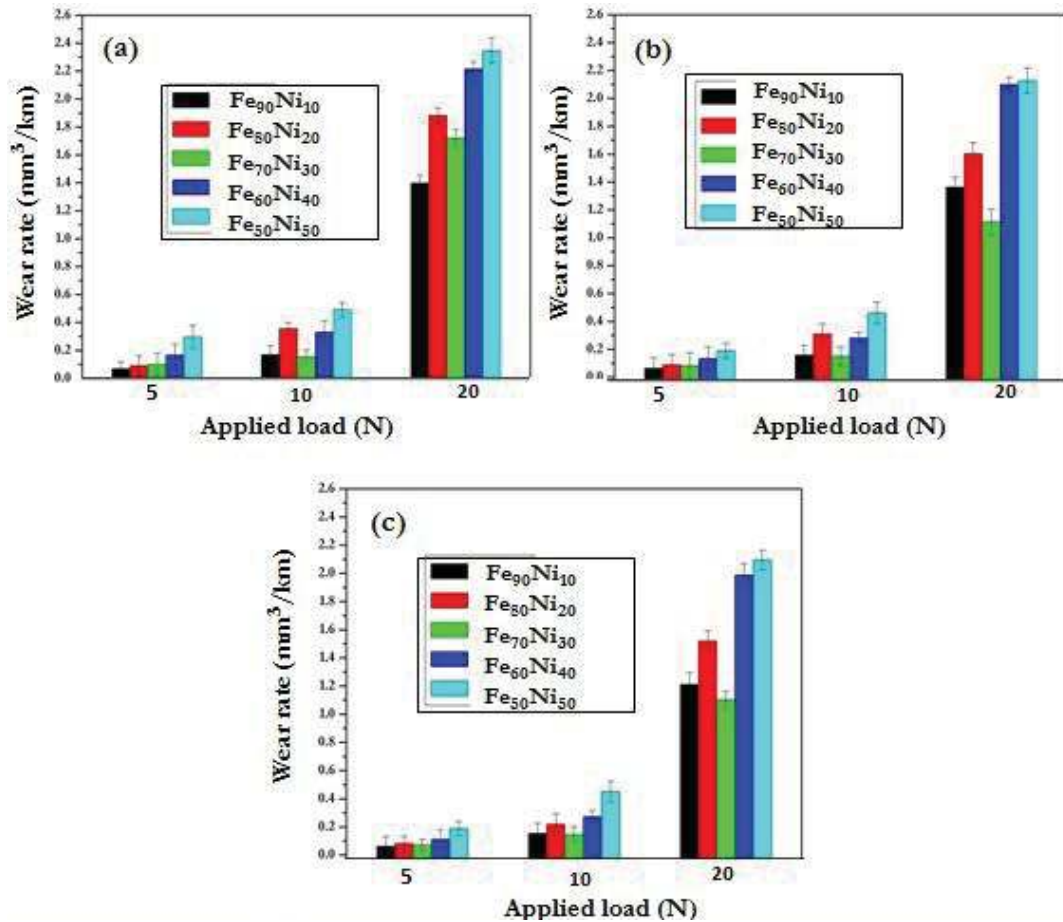 (a)
Wear rate (mm³/km)
2.6
2.4
2.2
2.0
1.8
1.6
1.4
1.2
1.0
0.8
0.6
0.4
0.2
0.0
Fe₉₀Ni₁₀
Fe₈₀Ni₂₀
Fe₇₀Ni₃₀
Fe₆₀Ni₄₀
Fe₅₀Ni₅₀
5 10 20
Applied load (N)
(b)
Wear rate (mm³/km)
2.6
2.4
2.2
2.0
1.8
1.6
1.4
1.2
1.0
0.8
0.6
0.4
0.2
0.0
Fe₉₀Ni₁₀
Fe₈₀Ni₂₀
Fe₇₀Ni₃₀
Fe₆₀Ni₄₀
Fe₅₀Ni₅₀
5 10 20
Applied load (N)
(c)
Wear rate (mm³/km)
2.6
2.4
2.2
2.0
1.8
1.6
1.4
1.2
1.0
0.8
0.6
0.4
0.2
0.0
Fe₉₀Ni₁₀
Fe₈₀Ni₂₀
Fe₇₀Ni₃₀
Fe₆₀Ni₄₀
Fe₅₀Ni₅₀
5 10 20
Applied load (N)